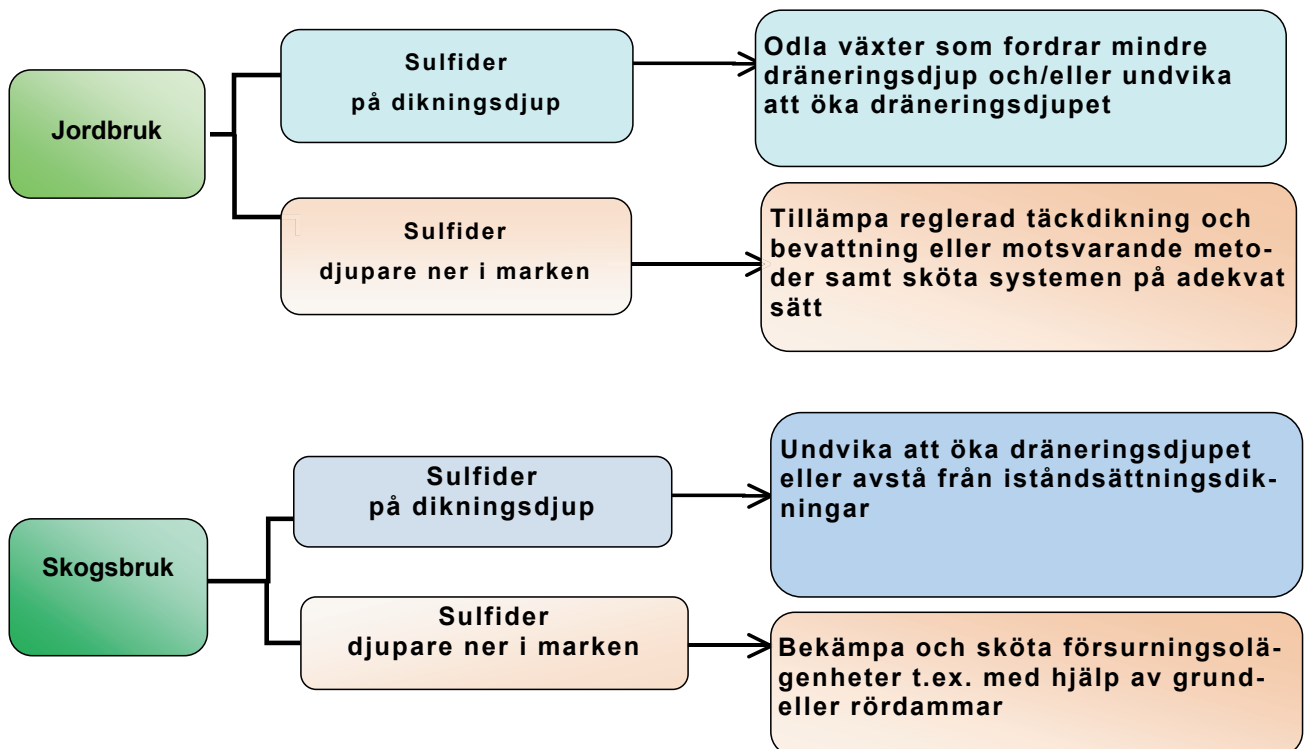 Jordbruk
Sulfider
på dikningsdjup
Odla växter som fordrar mindre
dräneringsdjup och/eller undvika
att öka dräneringsdjupet
Sulfider
djupare ner i marken
Tillämpa reglerad täckdikning och
bevattning eller motsvarande meto-
der samt sköta systemen på adekvat
sätt
Skogsbruk
Sulfider
på dikningsdjup
Undvika att öka dräneringsdjupet
eller avstå från iståndsättningsdik-
ningar
Sulfider
djupare ner i marken
Bekämpa och sköta försurningsolä-
genheter t.ex. med hjälp av grund-
eller rördammar